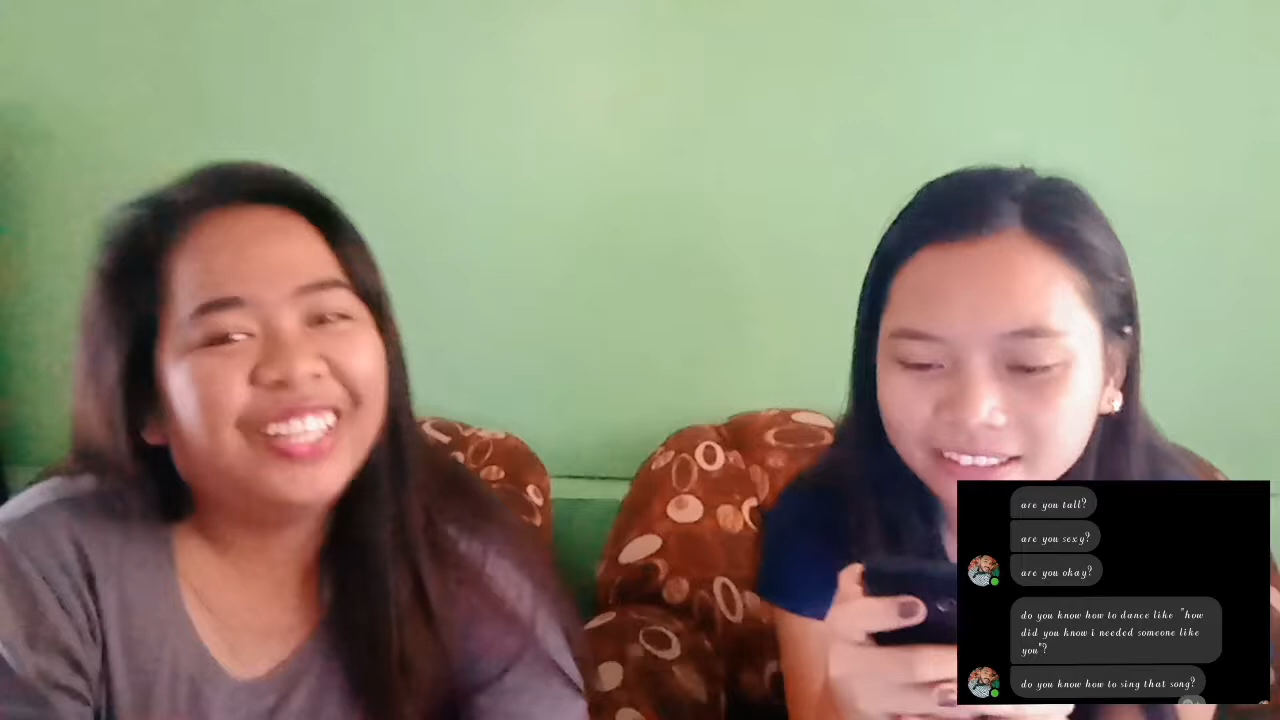 are you tall?
are you sexy?
are you okay?
do you know how to dance like "how
did you know i needed someone like
you"?
do you know how to sing that song?